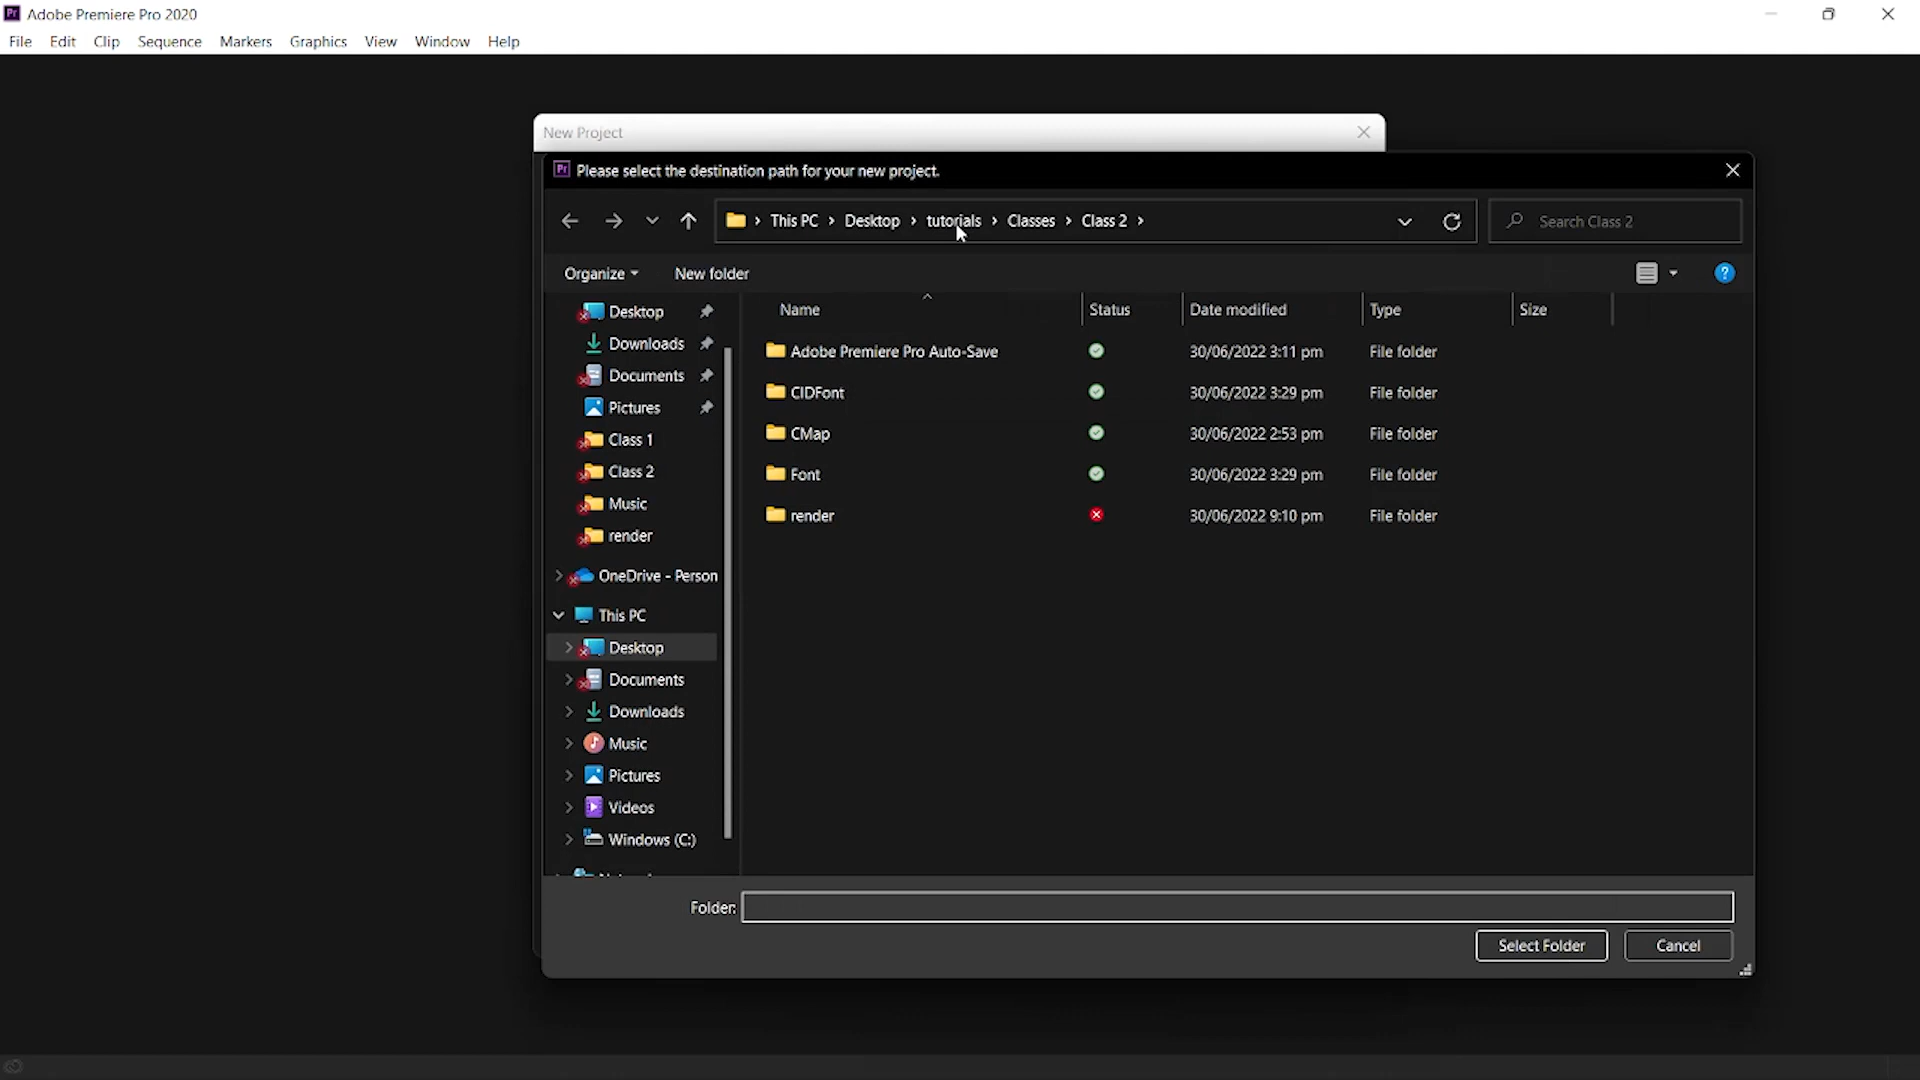 Adobe Premiere Pro 2020
File Edit Clip Sequence Markers Graphics View Window Help
New Project
Please select the destination path for your new project.
This PC Desktop tutorials Classes Class 2
Search Class 2
Organize New folder
Name Status Date modified Type Size
Adobe Premiere Pro Auto-Save 30/06/2022 3:11 pm File folder
CIDFont 30/06/2022 3:29 pm File folder
CMap 30/06/2022 2:53 pm File folder
Font 30/06/2022 3:29 pm File folder
render 30/06/2022 9:10 pm File folder
Desktop
Downloads
Documents
Pictures
Class 1
Class 2
Music
render
OneDrive - Person
This PC
Desktop
Documents
Downloads
Music
Pictures
Videos
Windows (C:)
Folder:
Select Folder Cancel